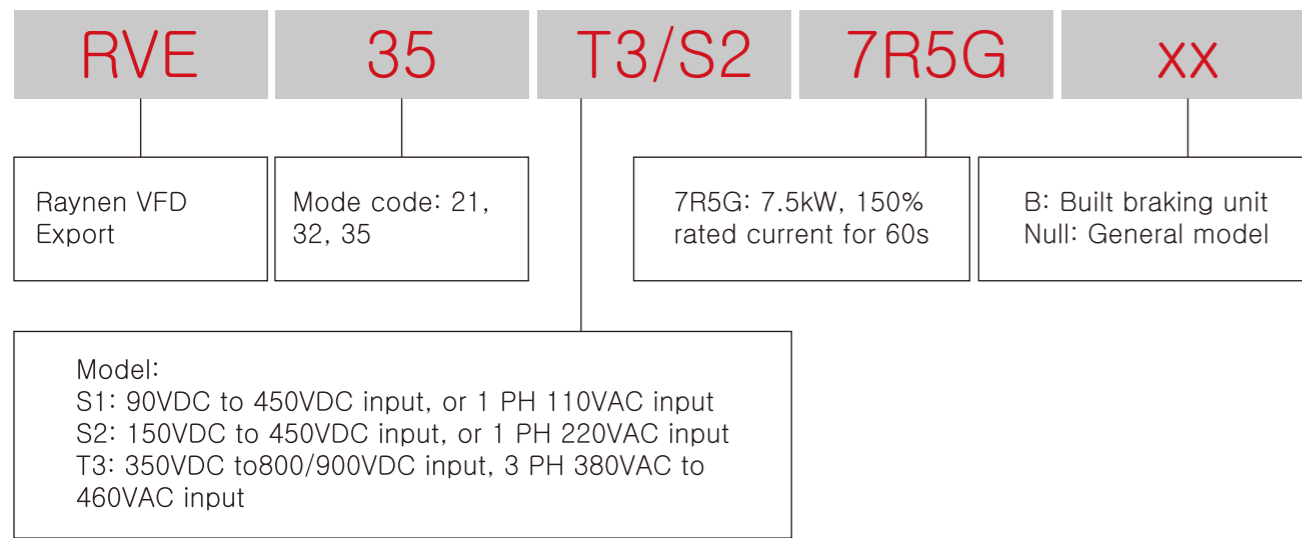 RVE 35 T3/S2 7R5G xx
Raynen VFD
Export
Mode code: 21,
32, 35
7R5G: 7.5kW, 150%
rated current for 60s
B: Built braking unit
Null: General model
Model:
S1: 90VDC to 450VDC input, or 1 PH 110VAC input
S2: 150VDC to 450VDC input, or 1 PH 220VAC input
T3: 350VDC to800/900VDC input, 3 PH 380VAC to
460VAC input